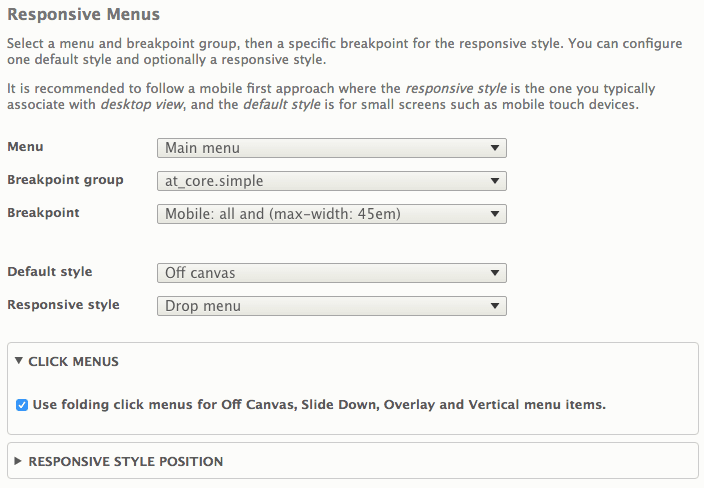 Responsive Menus
Select a menu and breakpoint group, then a specific breakpoint for the responsive style. You can configure
one default style and optionally a responsive style.
It is recommended to follow a mobile first approach where the responsive style is the one you typically
associate with desktop view, and the default style is for small screens such as mobile touch devices.
Menu Main menu
Breakpoint group at_core.simple
Breakpoint Mobile: all and (max-width: 45em)
Default style Off canvas
Responsive style Drop menu
CLICK MENUS
Use folding click menus for Off Canvas, Slide Down, Overlay and Vertical menu items.
RESPONSIVE STYLE POSITION